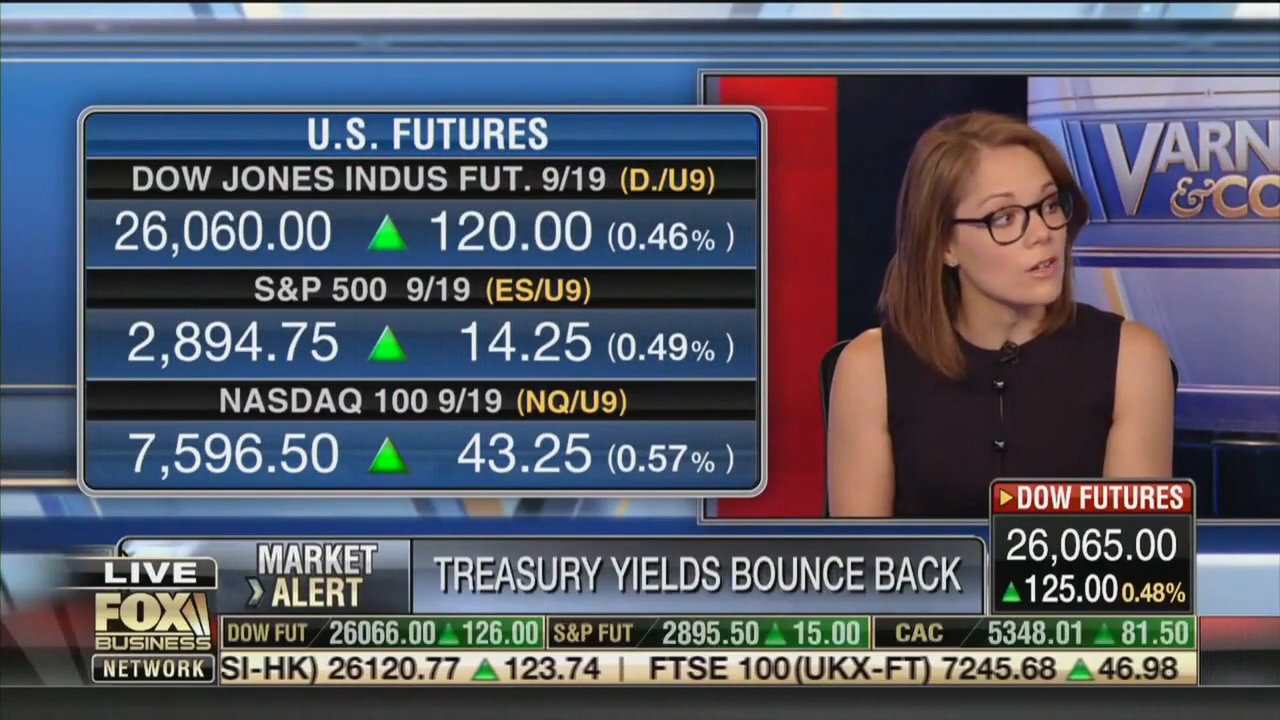 U.S. FUTURES
DOW JONES INDUS FUT. 9/19 (D./U9)
26,060.00 ▲ 120.00 (0.46% )
S&P 500 9/19 (ES/U9)
2,894.75 ▲ 14.25 (0.49% )
NASDAQ 100 9/19 (NQ/U9)
7,596.50 ▲ 43.25 (0.57% )
VARN
&CO
DOW FUTURES
26,065.00
▲125.00 0.48%
MARKET
ALERT
TREASURY YIELDS BOUNCE BACK
LIVE
FOX
BUSINESS
NETWORK
DOW FUT 26066.00▲126.00 S&P FUT 2895.50▲15.00 CAC 5348.01▲81.50
SI-HK) 26120.77 ▲123.74 | FTSE 100(UKX-FT) 7245.68▲46.98